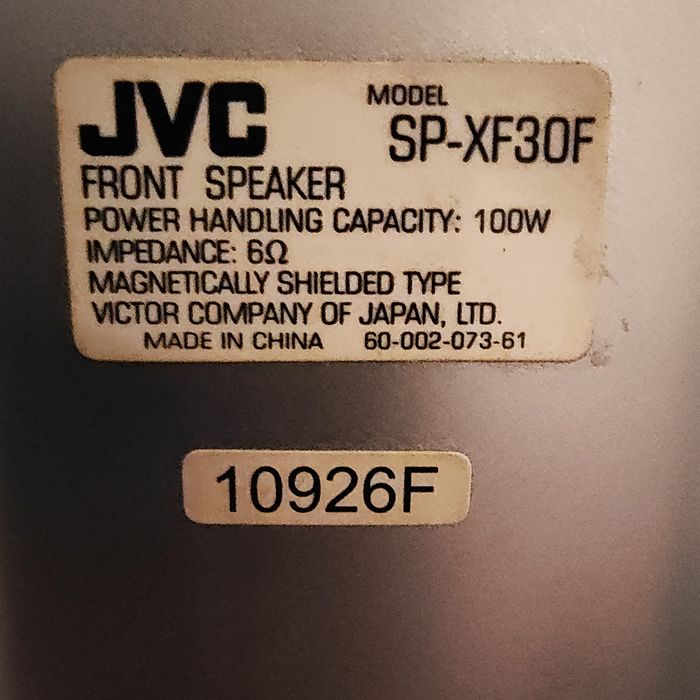 JVC MODEL
SP-XF30F
FRONT SPEAKER
POWER HANDLING CAPACITY: 100W
IMPEDANCE: 6Ω
MAGNETICALLY SHIELDED TYPE
VICTOR COMPANY OF JAPAN, LTD.
MADE IN CHINA 60-002-073-61
10926F